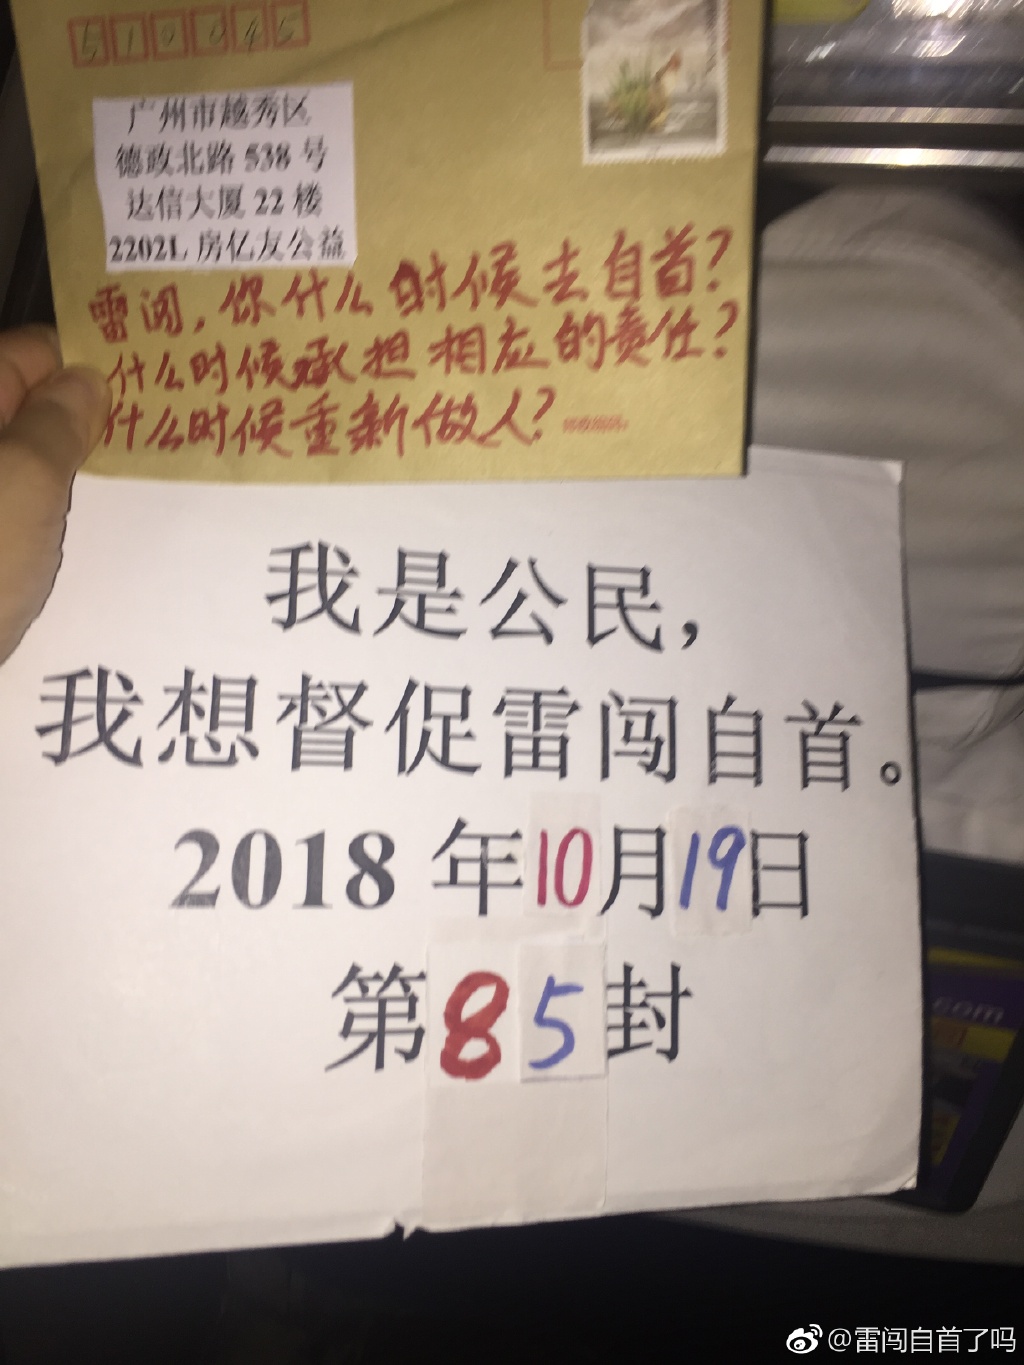 510045
广州市越秀区
德政北路 538 号
达信大厦 22 楼
2202L 房亿友公益
雷闯,你什么时候去自首?
什么时候承担相应的责任?
什么时候重新做人?……
我是公民,
我想督促雷闯自首。
2018 年10月19日
第85封
.com
@雷闯自首了吗